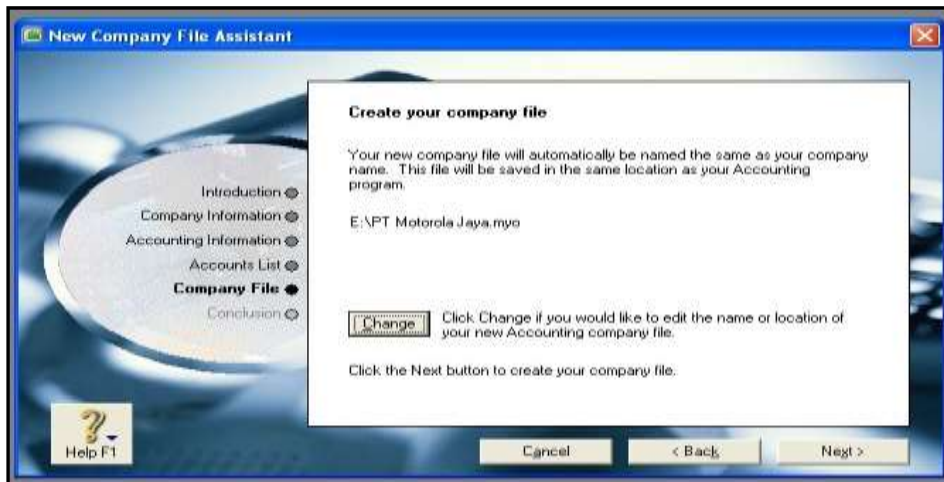 New Company File Assistant
Create your company file
Your new company file will automatically be named the same as your company
name. This file will be saved in the same location as your Accounting
program.
E:\PT Motorola Jaya.myo
Introduction
Company Information
Accounting Information
Accounts List
Company File
Conclusion
Change
Click Change if you would like to edit the name or location of
your new Accounting company file.
Click the Next button to create your company file.
Help F1
Cancel
< Back
Next >